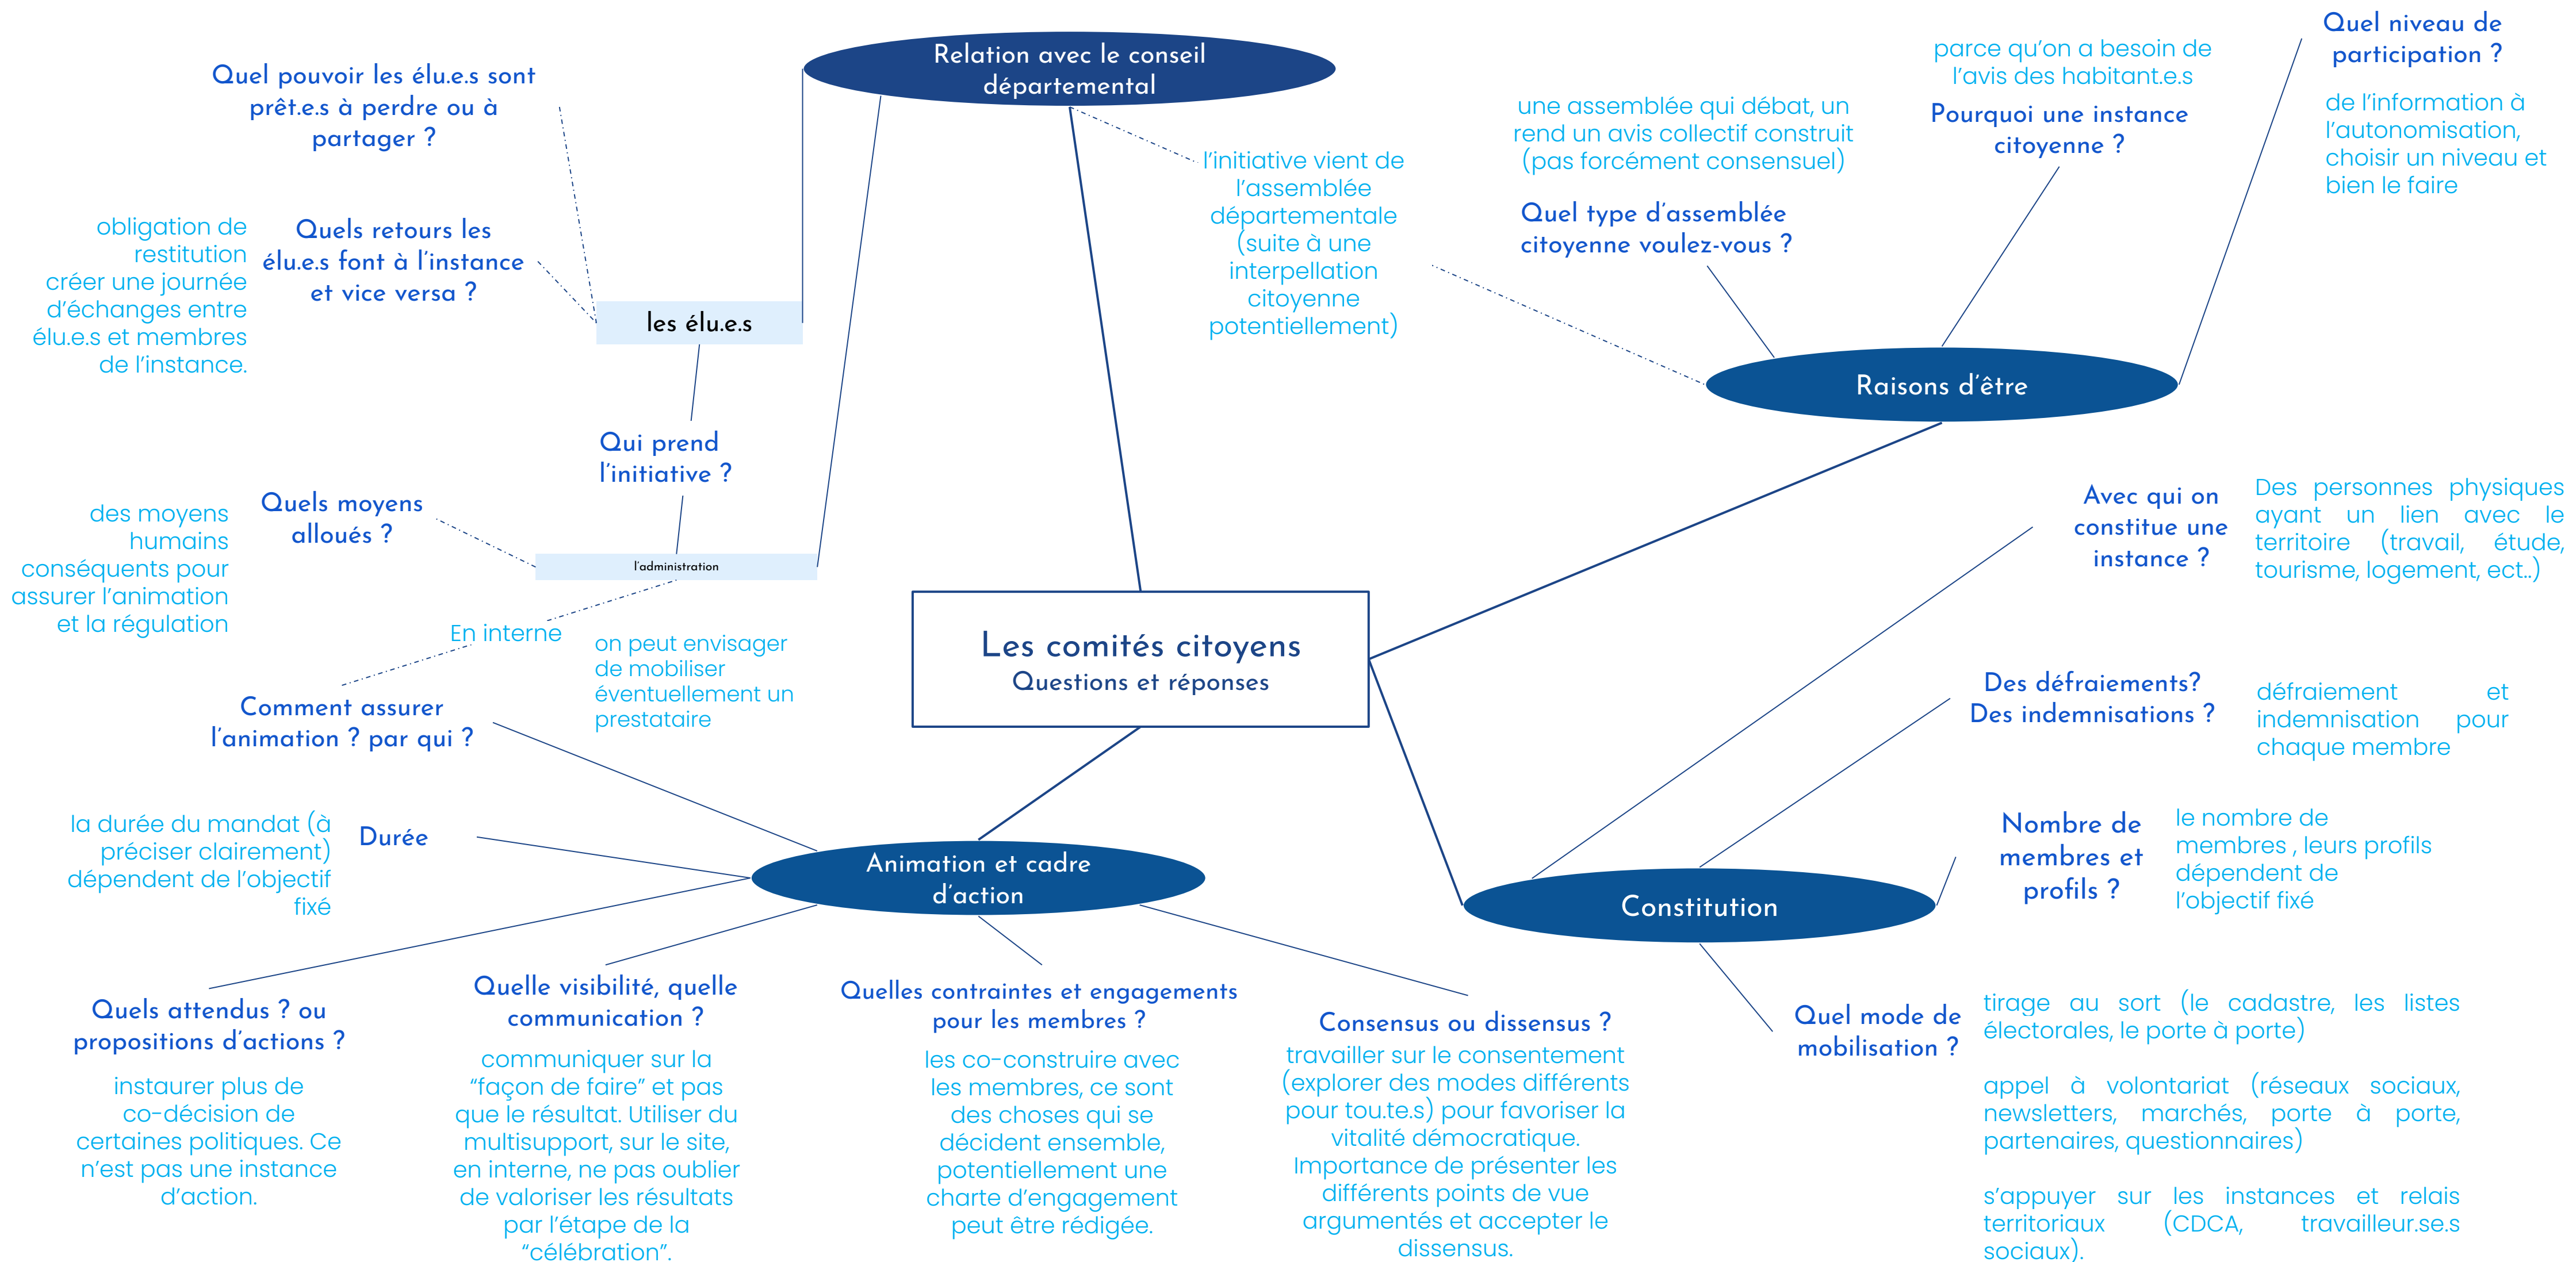 Relation avec le conseil
départemental
Quel pouvoir les élu.e.s sont
prêt.e.s à perdre ou à
partager ?
obligation de
restitution
créer une journée
d'échanges entre
élu.e.s et membres
de l'instance.
Quels retours les
élu.e.s font à l'instance
et vice versa ?
les élu.e.s
Qui prend
l'initiative ?
des moyens
humains
conséquents pour
assurer l'animation
et la régulation
Quels moyens
alloués ?
l'administration
En interne
on peut envisager
de mobiliser
éventuellement un
prestataire
Comment assurer
l'animation ? par qui ?
l'initiative vient de
l'assemblée
départementale
(suite à une
interpellation
citoyenne
potentiellement)
une assemblée qui débat, un
rend un avis collectif construit
(pas forcément consensuel)
Quel type d'assemblée
citoyenne voulez-vous ?
parce qu'on a besoin de
l'avis des habitant.e.s
Pourquoi une instance
citoyenne ?
Quel niveau de
participation ?
de l'information à
l'autonomisation,
choisir un niveau et
bien le faire
Raisons d'être
Les comités citoyens
Questions et réponses
Avec qui on
constitue une
instance ?
Des personnes physiques
ayant un lien avec le
territoire (travail, étude,
tourisme, logement, ect..)
Des défraiements?
Des indemnisations ?
défraiement et
indemnisation pour
chaque membre
Nombre de
membres et
profils ?
le nombre de
membres , leurs profils
dépendent de
l'objectif fixé
Constitution
Quel mode de
mobilisation ?
tirage au sort (le cadastre, les listes
électorales, le porte à porte)
appel à volontariat (réseaux sociaux,
newsletters, marchés, porte à porte,
partenaires, questionnaires)
s'appuyer sur les instances et relais
territoriaux (CDCA, travailleur.se.s
sociaux).
la durée du mandat (à
préciser clairement)
dépendent de l'objectif
fixé
Durée
Animation et cadre
d'action
Quels attendus ? ou
propositions d'actions ?
instaurer plus de
co-décision de
certaines politiques. Ce
n'est pas une instance
d'action.
Quelle visibilité, quelle
communication ?
communiquer sur la
“façon de faire” et pas
que le résultat. Utiliser du
multisupport, sur le site,
en interne, ne pas oublier
de valoriser les résultats
par l'étape de la
“célébration”.
Quelles contraintes et engagements
pour les membres ?
les co-construire avec
les membres, ce sont
des choses qui se
décident ensemble,
potentiellement une
charte d'engagement
peut être rédigée.
Consensus ou dissensus ?
travailler sur le consentement
(explorer des modes différents
pour tou.te.s) pour favoriser la
vitalité démocratique.
Importance de présenter les
différents points de vue
argumentés et accepter le
dissensus.